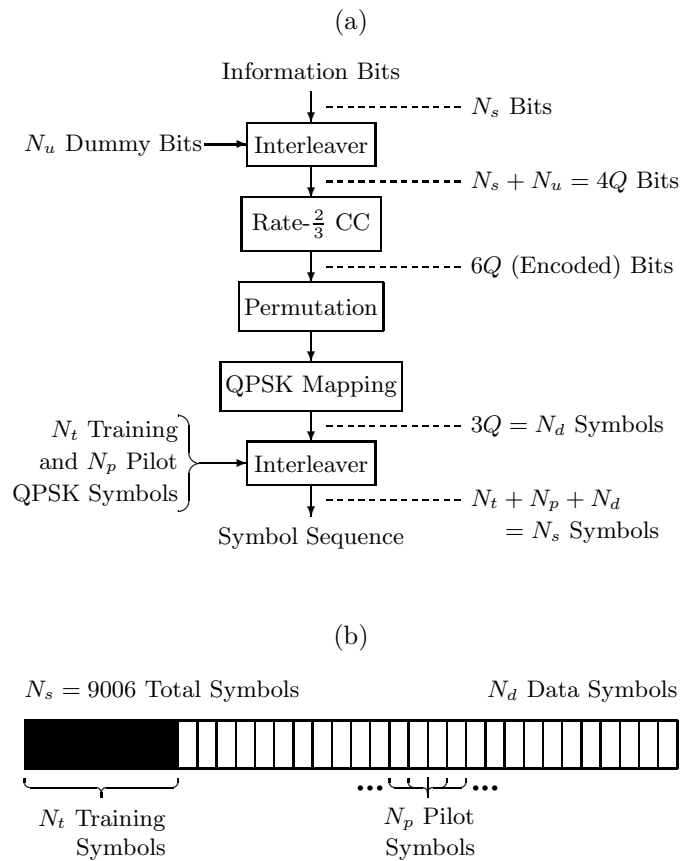 (a)
Information Bits
N_s Bits
N_u Dummy Bits
Interleaver
N_s + N_u = 4Q Bits
Rate-2/3 CC
6Q (Encoded) Bits
Permutation
QPSK Mapping
3Q = N_d Symbols
N_t Training
and N_p Pilot
QPSK Symbols
Interleaver
N_t + N_p + N_d
= N_s Symbols
Symbol Sequence
(b)
N_s = 9006 Total Symbols
N_d Data Symbols
N_t Training
Symbols
N_p Pilot
Symbols